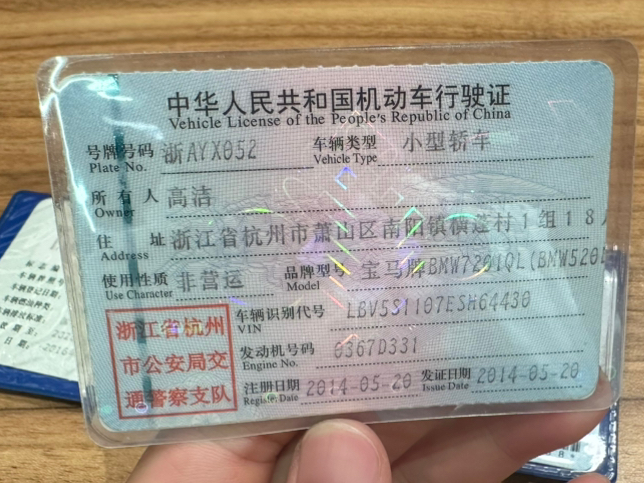 中华人民共和国机动车行驶证
Vehicle License of the People's Republic of China
号牌号码 浙AYX052 车辆类型 小型轿车
Plate No. Vehicle Type
所有人 高洁
Owner
住址 浙江省杭州市萧山区南阳镇横蓬村1组18
Address
使用性质 非营运 品牌型号 宝马牌BMW7201QL(BMW520L
Use Character Model
浙江省杭州
市公安局交
通警察支队
车辆识别代号 LBV5S1107ESH64430
VIN
发动机号码 0367D331
Engine No.
注册日期 2014-05-20 发证日期 2014-05-20
Register Date Issue Date